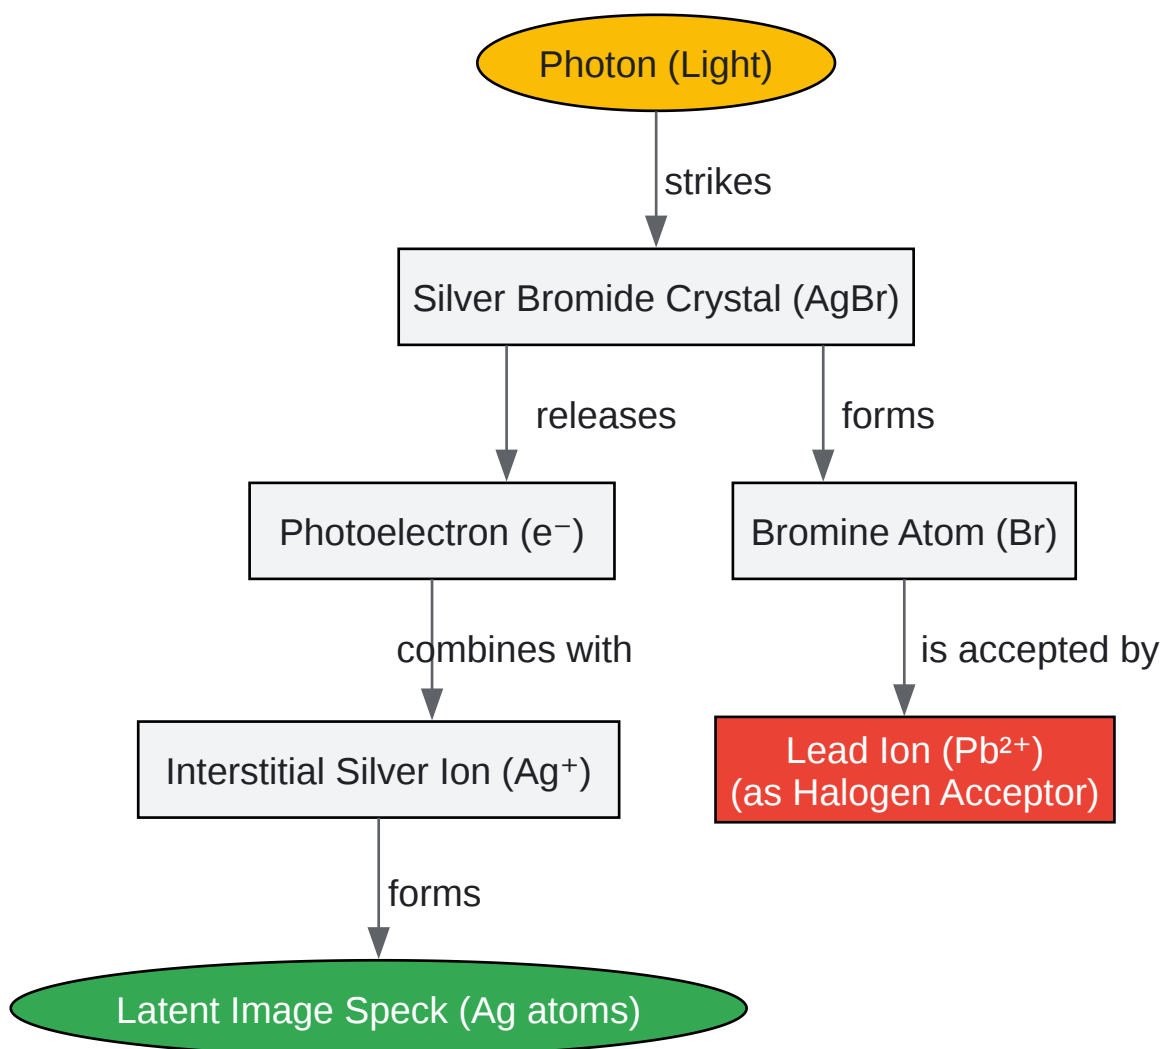 Photon (Light)
strikes
Silver Bromide Crystal (AgBr)
releases
forms
Photoelectron (e⁻)
Bromine Atom (Br)
combines with
is accepted by
Interstitial Silver Ion (Ag⁺)
Lead Ion (Pb²⁺)
(as Halogen Acceptor)
forms
Latent Image Speck (Ag atoms)